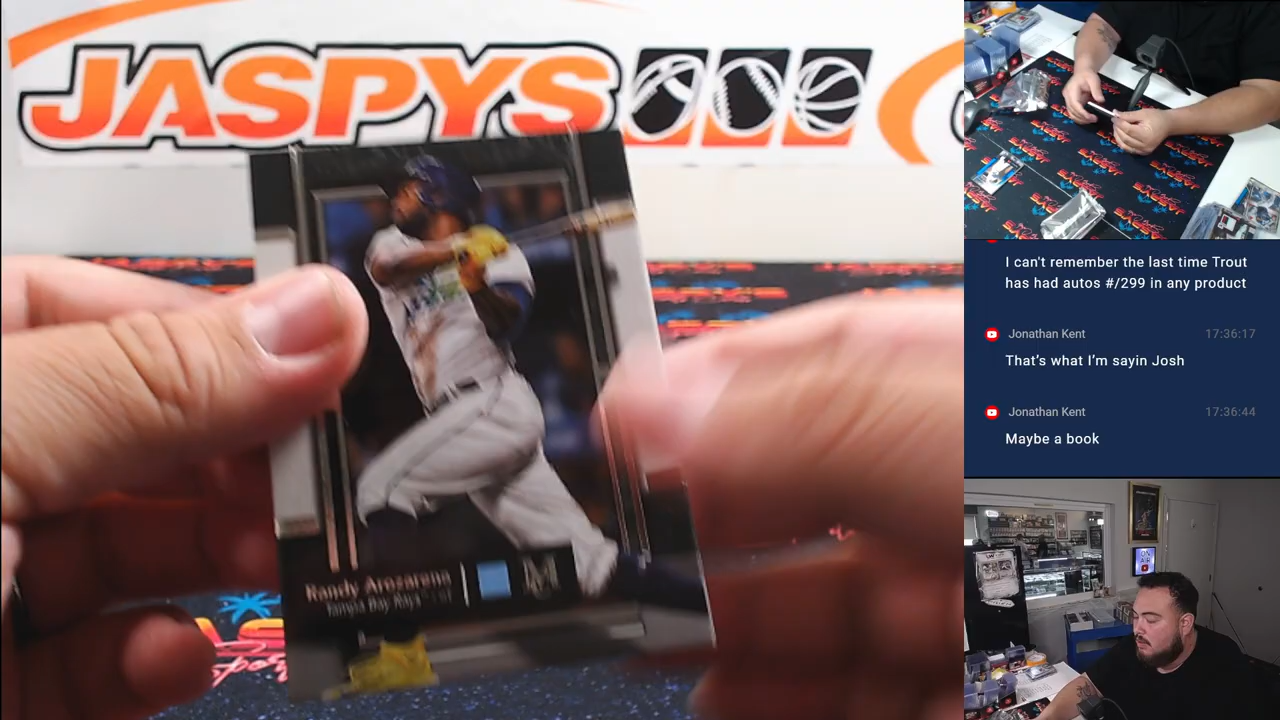 JASPYS
Randy Arozarena
Tampa Bay Rays
I can't remember the last time Trout
has had autos #/299 in any product
Jonathan Kent 17:36:17
That's what I'm sayin Josh
Jonathan Kent 17:36:44
Maybe a book